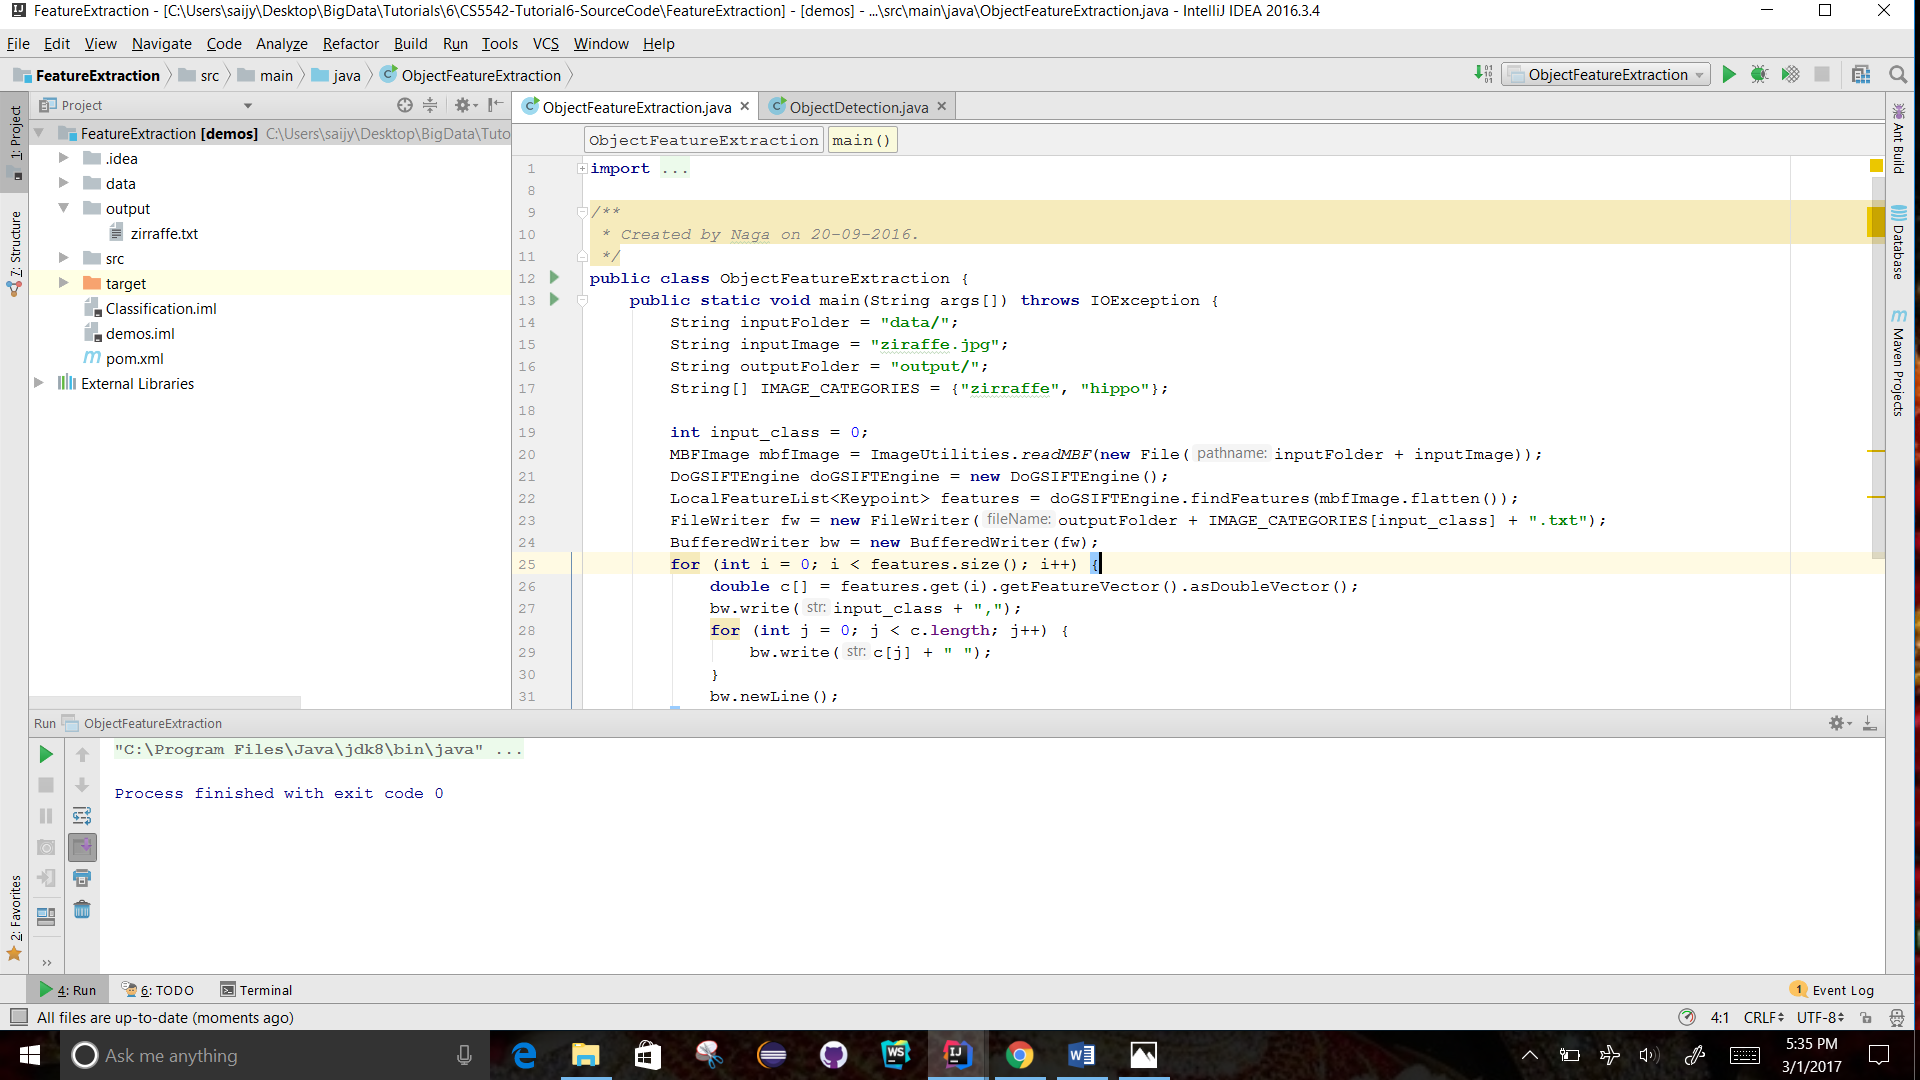 FeatureExtraction - [C:\Users\saijy\Desktop\BigData\Tutorials\6\CS5542-Tutorial6-SourceCode\FeatureExtraction] - [demos] - ...\src\main\java\ObjectFeatureExtraction.java - IntelliJ IDEA 2016.3.4
File Edit View Navigate Code Analyze Refactor Build Run Tools VCS Window Help
FeatureExtraction src main java ObjectFeatureExtraction
ObjectFeatureExtraction
Project
ObjectFeatureExtraction.java ObjectDetection.java
1: Project
7: Structure
2: Favorites
FeatureExtraction [demos] C:\Users\saijy\Desktop\BigData\Tuto
.idea
data
output
zirraffe.txt
src
target
Classification.iml
demos.iml
pom.xml
External Libraries
ObjectFeatureExtraction main()
1 import ...
8
9 /**
10 * Created by Naga on 20-09-2016.
11 */
12 public class ObjectFeatureExtraction {
13 public static void main(String args[]) throws IOException {
14 String inputFolder = "data/";
15 String inputImage = "ziraffe.jpg";
16 String outputFolder = "output/";
17 String[] IMAGE_CATEGORIES = {"zirraffe", "hippo"};
18
19 int input_class = 0;
20 MBFImage mbfImage = ImageUtilities.readMBF(new File( pathname: inputFolder + inputImage));
21 DoGSIFTEngine doGSIFTEngine = new DoGSIFTEngine();
22 LocalFeatureList<Keypoint> features = doGSIFTEngine.findFeatures(mbfImage.flatten());
23 FileWriter fw = new FileWriter( fileName: outputFolder + IMAGE_CATEGORIES[input_class] + ".txt");
24 BufferedWriter bw = new BufferedWriter(fw);
25 for (int i = 0; i < features.size(); i++) {
26 double c[] = features.get(i).getFeatureVector().asDoubleVector();
27 bw.write( str: input_class + ",");
28 for (int j = 0; j < c.length; j++) {
29 bw.write( str: c[j] + " ");
30 }
31 bw.newLine();
Ant Build
Database
Maven Projects
Run ObjectFeatureExtraction
"C:\Program Files\Java\jdk8\bin\java" ...
Process finished with exit code 0
4: Run 6: TODO Terminal
1 Event Log
All files are up-to-date (moments ago)
4:1 CRLF UTF-8
Ask me anything
WS
IJ
5:35 PM
3/1/2017